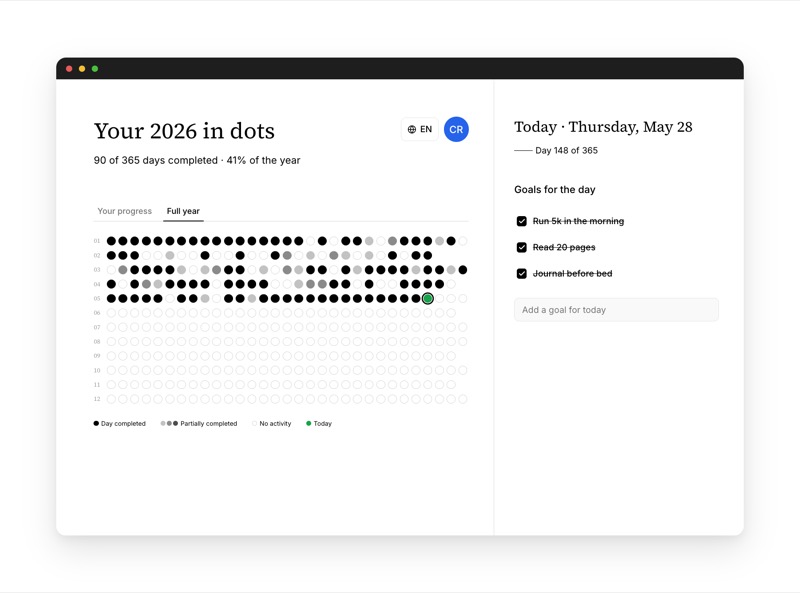 Your 2026 in dots
EN
CR
90 of 365 days completed · 41% of the year
Your progress
Full year
01
02
03
04
05
06
07
08
09
10
11
12
Day completed
Partially completed
No activity
Today
Today · Thursday, May 28
Day 148 of 365
Goals for the day
Run 5k in the morning
Read 20 pages
Journal before bed
Add a goal for today